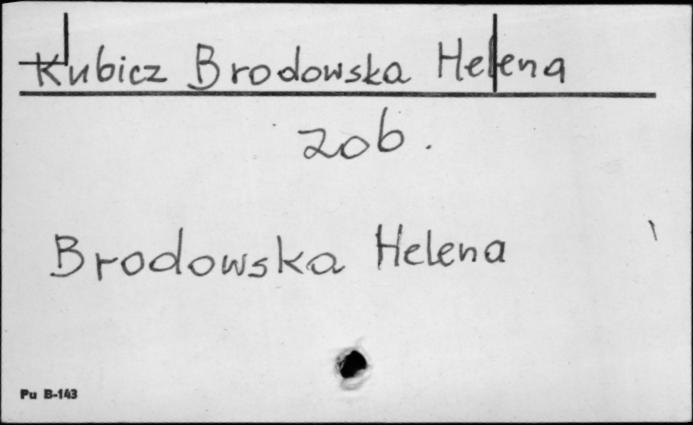 Kubicz Brodowska Helena
zob.
Brodowska Helena
Pu B-143